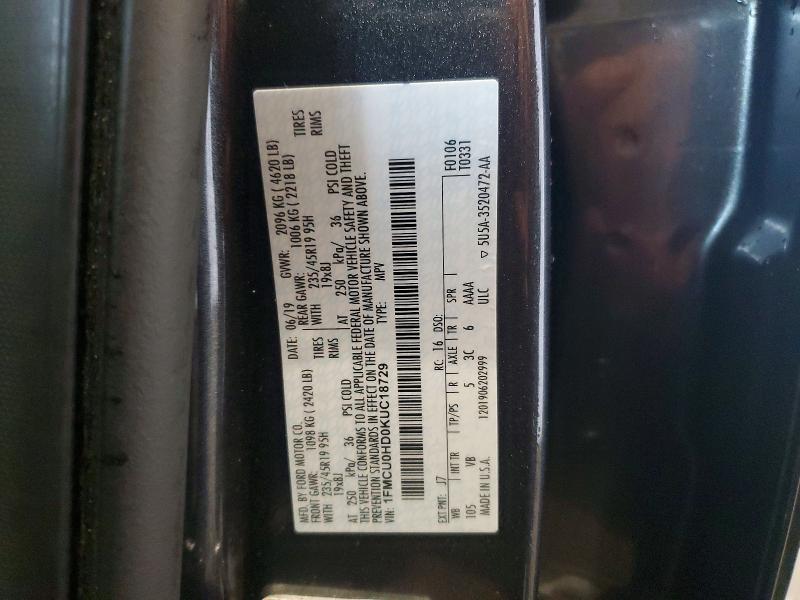 MFD. BY FORD MOTOR CO. DATE: 06/19 GVWR: 2096 KG ( 4620 LB)
FRONT GAWR: 1098 KG ( 2420 LB) REAR GAWR: 1006 KG ( 2218 LB)
WITH 235/45R19 95H TIRES WITH 235/45R19 95H TIRES
19x8J RIMS 19x8J RIMS
AT 250 kPa/ 36 PSI COLD AT 250 kPa/ 36 PSI COLD
THIS VEHICLE CONFORMS TO ALL APPLICABLE FEDERAL MOTOR VEHICLE SAFETY AND THEFT
PREVENTION STANDARDS IN EFFECT ON THE DATE OF MANUFACTURE SHOWN ABOVE.
VIN: 1FMCU0HD0KUC18729 TYPE: MPV
F0106
T0331
EXT PNT: J7 RC: 16 DSO:
WB INT TR TP/PS R AXLE TR SPR
105 VB 5 3C 6 AAAA
MADE IN U.S.A. 1201906202999 ULC ▽ 5U5A-3520472-AA